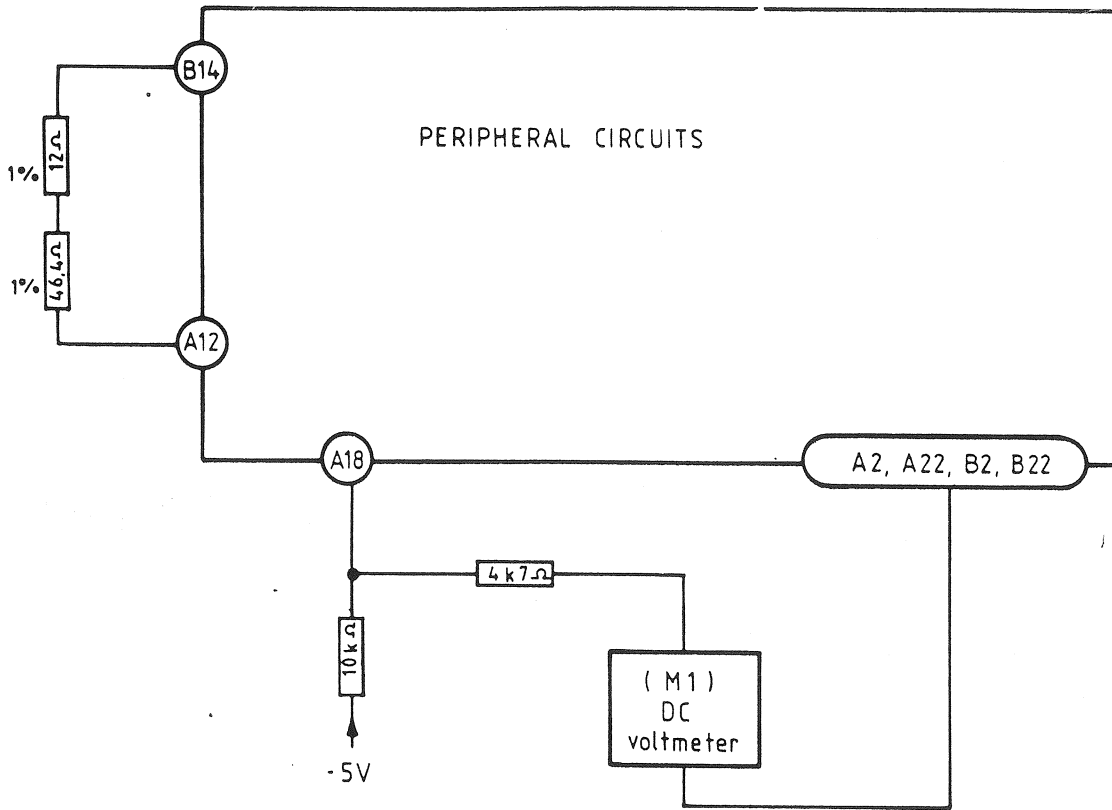 B14
PERIPHERAL CIRCUITS
1% 12Ω
1% 46,4Ω
A12
A18
A2, A22, B2, B22
4k7Ω
10kΩ
(M1)
DC
voltmeter
-5V